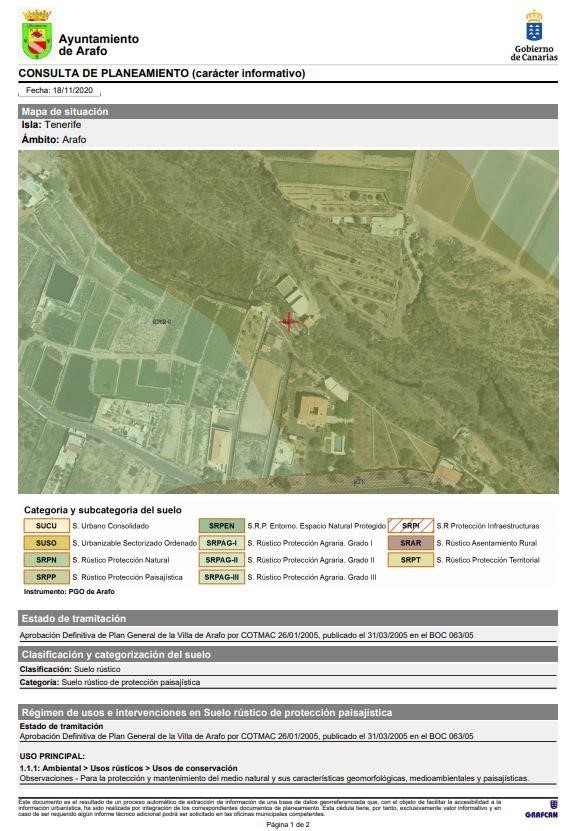 Ayuntamiento
de Arafo
Gobierno
de Canarias
CONSULTA DE PLANEAMIENTO (carácter informativo)
Fecha: 18/11/2020
Mapa de situación
Isla: Tenerife
Ámbito: Arafo
Categoría y subcategoría del suelo
SUCU S. Urbano Consolidado SRPEN S.R.P. Entorno. Espacio Natural Protegido SRPI S.R Protección Infraestructuras
SUSO S. Urbanizable Sectorizado Ordenado SRPAG-I S. Rústico Protección Agraria. Grado I SRAR S. Rústico Asentamiento Rural
SRPN S. Rústico Protección Natural SRPAG-II S. Rústico Protección Agraria. Grado II SRPT S. Rústico Protección Territorial
SRPP S. Rústico Protección Paisajística SRPAG-III S. Rústico Protección Agraria. Grado III
Instrumento: PGO de Arafo
Estado de tramitación
Aprobación Definitiva de Plan General de la Villa de Arafo por COTMAC 26/01/2005, publicado el 31/03/2005 en el BOC 063/05
Clasificación y categorización del suelo
Clasificación: Suelo rústico
Categoría: Suelo rústico de protección paisajística
Régimen de usos e intervenciones en Suelo rústico de protección paisajística
Estado de tramitación
Aprobación Definitiva de Plan General de la Villa de Arafo por COTMAC 26/01/2005, publicado el 31/03/2005 en el BOC 063/05
USO PRINCIPAL:
1.1.1: Ambiental > Usos rústicos > Usos de conservación
Observaciones - Para la protección y mantenimiento del medio natural y sus características geomorfológicas, medioambientales y paisajísticas.
Este documento es el resultado de un proceso automático de extracción de información de una base de datos georreferenciada que, con el objeto de facilitar la accesibilidad a la
información urbanística, ha sido realizada por integración de los correspondientes documentos de planeamiento. Esta cédula tiene, por tanto, exclusivamente valor informativo y en
caso de ser requerido algún informe técnico adicional podrá ser solicitado en las oficinas municipales competentes.
GRAFCAN
Página 1 de 2